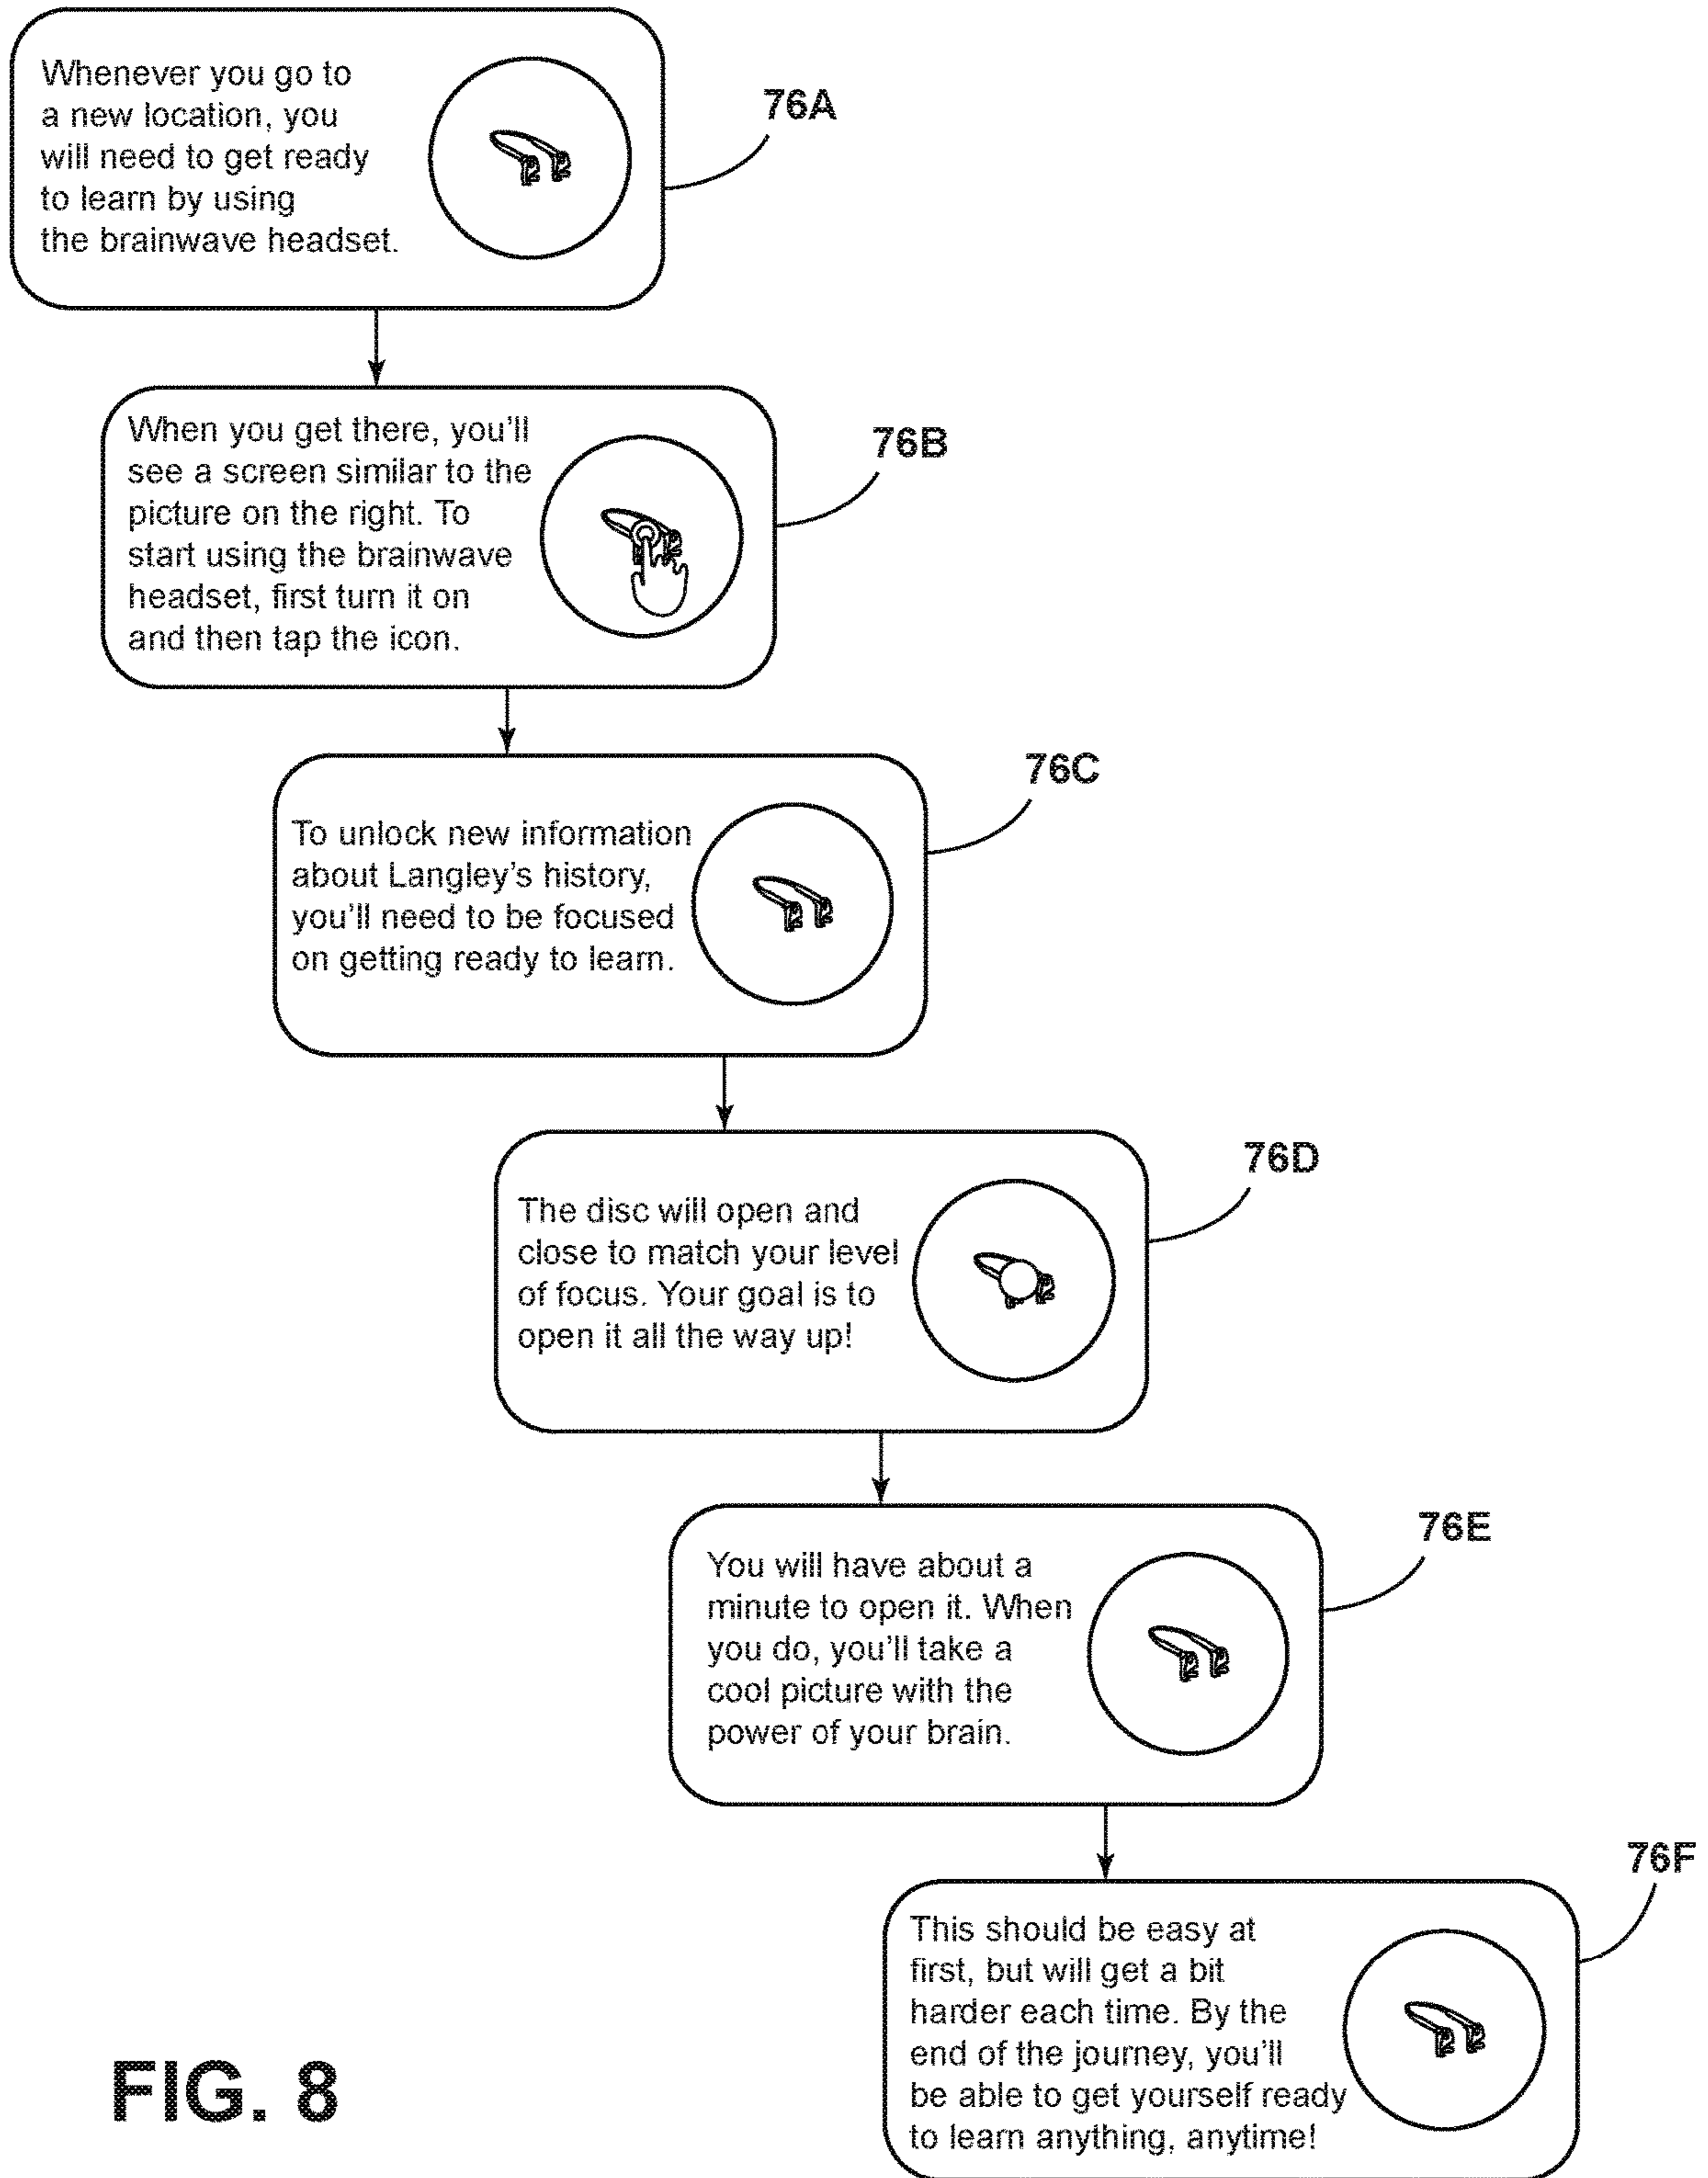 Whenever you go to
a new location, you
will need to get ready
to learn by using
the brainwave headset.
76A
When you get there, you'll
see a screen similar to the
picture on the right. To
start using the brainwave
headset, first turn it on
and then tap the icon.
76B
To unlock new information
about Langley's history,
you'll need to be focused
on getting ready to learn.
76C
The disc will open and
close to match your level
of focus. Your goal is to
open it all the way up!
76D
You will have about a
minute to open it. When
you do, you'll take a
cool picture with the
power of your brain.
76E
This should be easy at
first, but will get a bit
harder each time. By the
end of the journey, you'll
be able to get yourself ready
to learn anything, anytime!
76F
FIG. 8